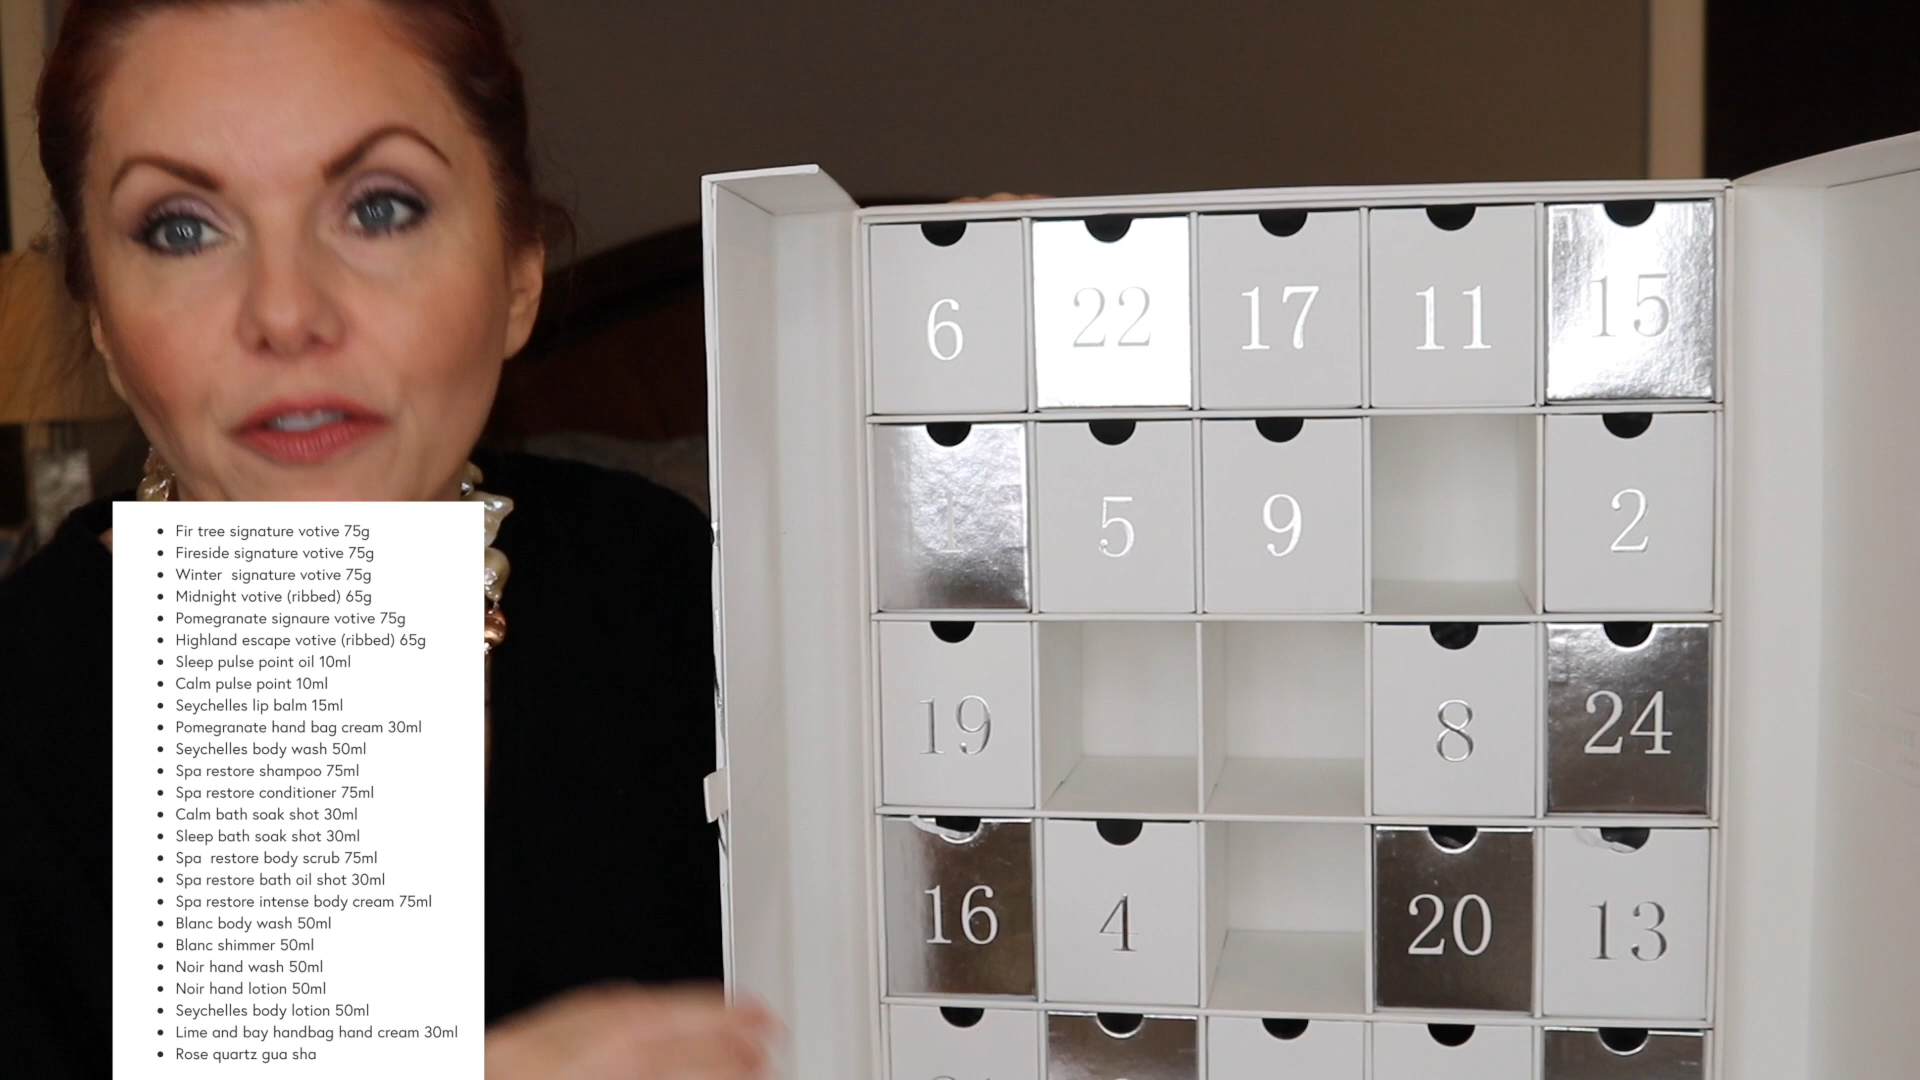 6 22 17 11 15
1 5 9 2
19 8 24
16 4 20 13
Fir tree signature votive 75g
Fireside signature votive 75g
Winter signature votive 75g
Midnight votive (ribbed) 65g
Pomegranate signaure votive 75g
Highland escape votive (ribbed) 65g
Sleep pulse point oil 10ml
Calm pulse point 10ml
Seychelles lip balm 15ml
Pomegranate hand bag cream 30ml
Seychelles body wash 50ml
Spa restore shampoo 75ml
Spa restore conditioner 75ml
Calm bath soak shot 30ml
Sleep bath soak shot 30ml
Spa restore body scrub 75ml
Spa restore bath oil shot 30ml
Spa restore intense body cream 75ml
Blanc body wash 50ml
Blanc shimmer 50ml
Noir hand wash 50ml
Noir hand lotion 50ml
Seychelles body lotion 50ml
Lime and bay handbag hand cream 30ml
Rose quartz gua sha